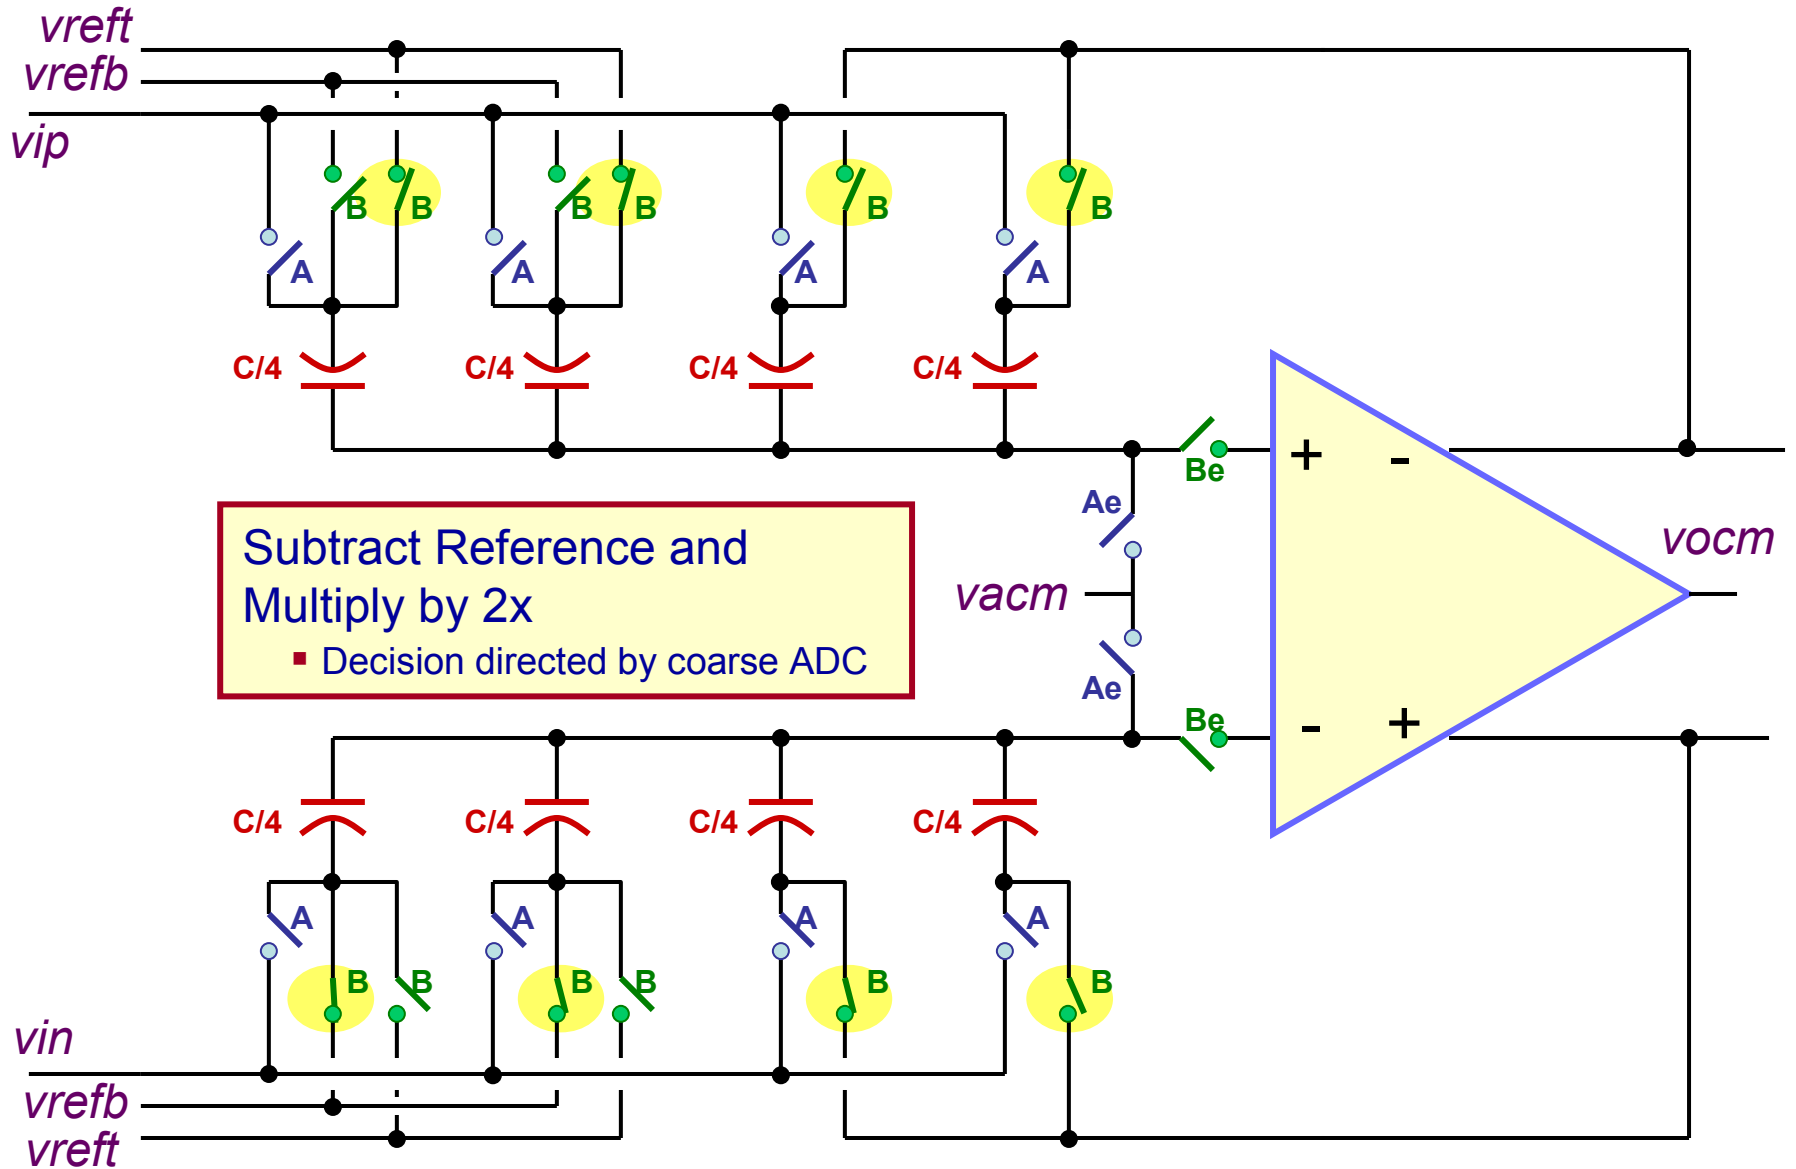 vreft
vrefb
vip
B B B B B B
A A A A
C/4 C/4 C/4 C/4
+ -
Be
Ae
Subtract Reference and
Multiply by 2x
▪ Decision directed by coarse ADC
vacm
vocm
Ae
Be
- +
C/4 C/4 C/4 C/4
A A A A
B B B B B B
vin
vrefb
vreft